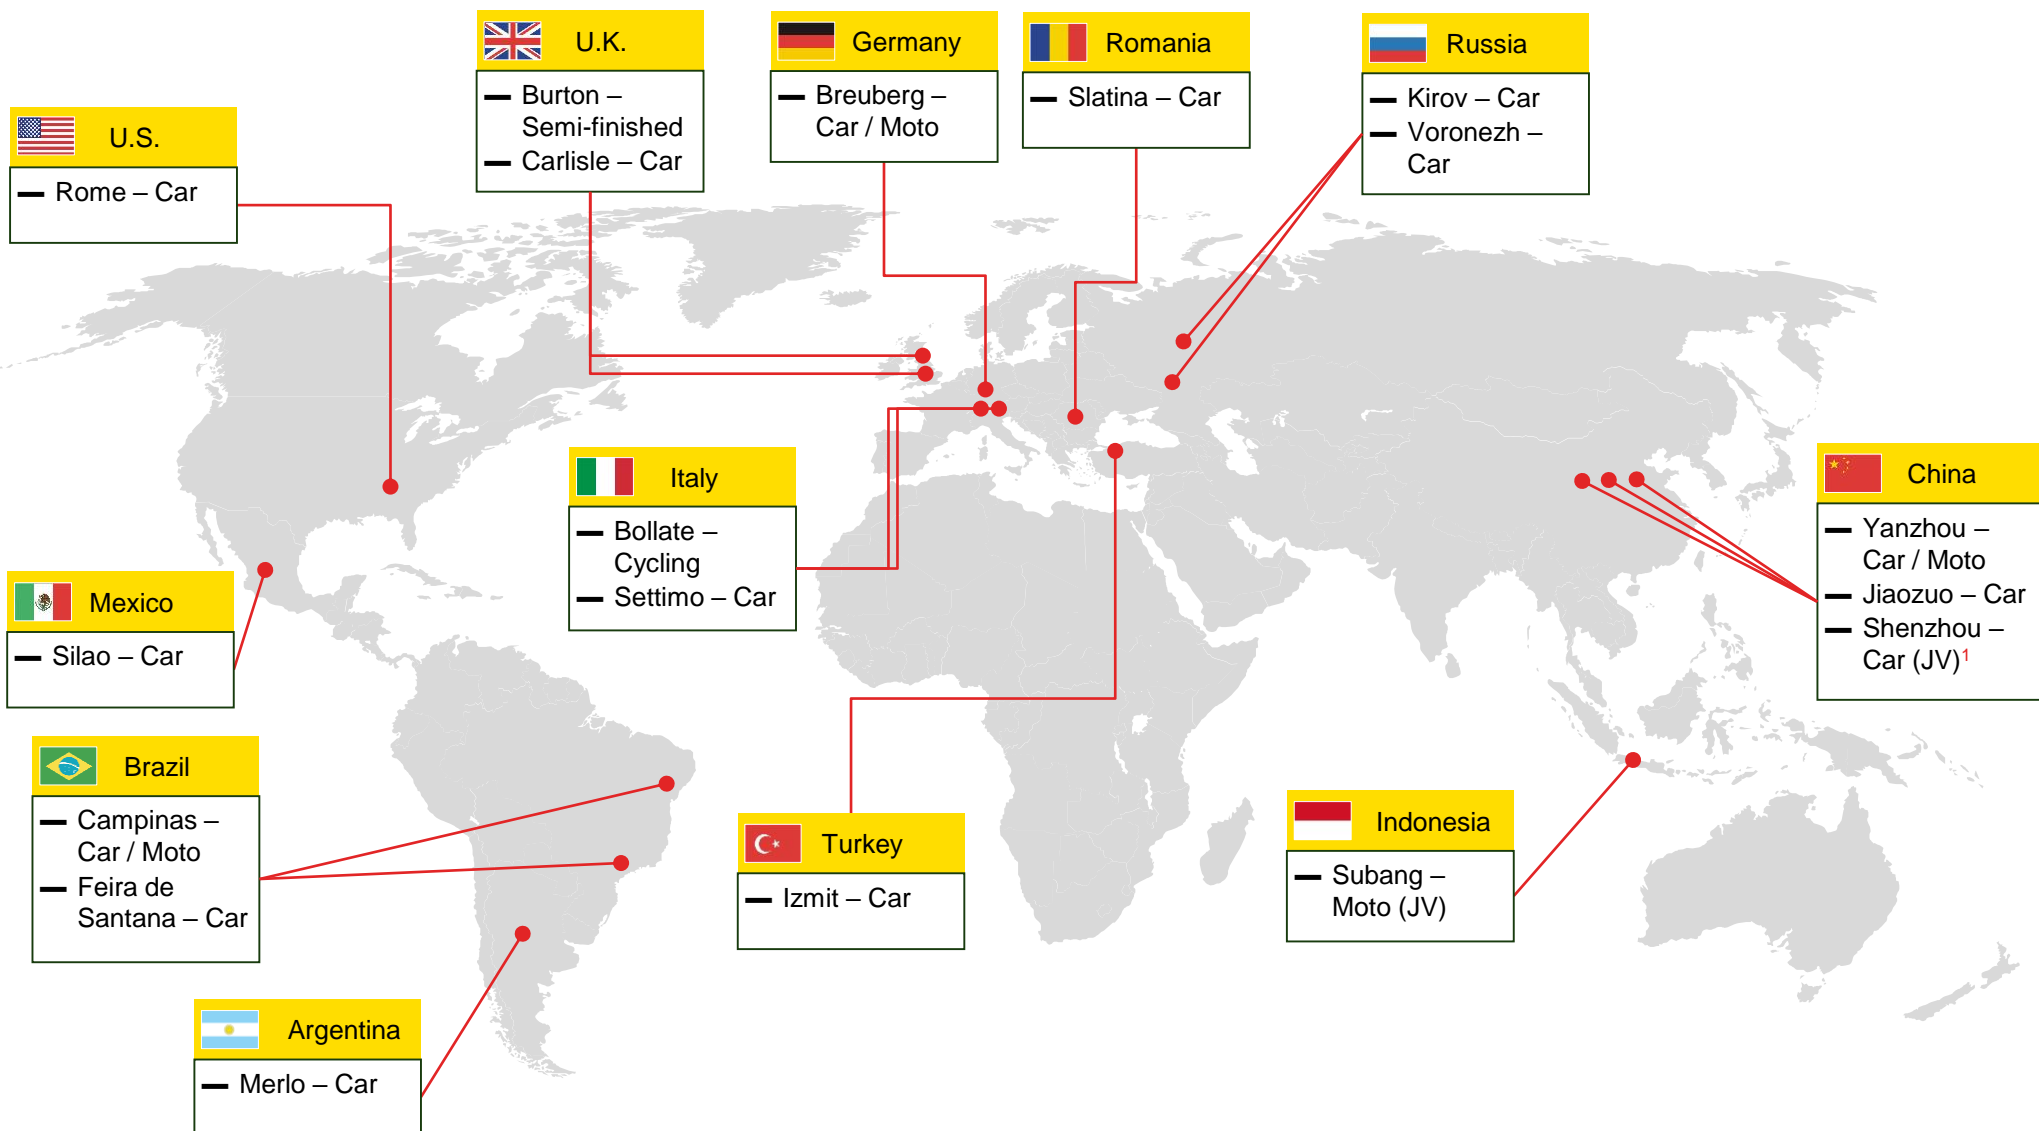 U.K.
— Burton –
Semi-finished
— Carlisle – Car
Germany
— Breuberg –
Car / Moto
Romania
— Slatina – Car
Russia
— Kirov – Car
— Voronezh –
Car
U.S.
— Rome – Car
Italy
— Bollate –
Cycling
— Settimo – Car
China
— Yanzhou –
Car / Moto
— Jiaozuo – Car
— Shenzhou –
Car (JV)1
Mexico
— Silao – Car
Brazil
— Campinas –
Car / Moto
— Feira de
Santana – Car
Turkey
— Izmit – Car
Indonesia
— Subang –
Moto (JV)
Argentina
— Merlo – Car